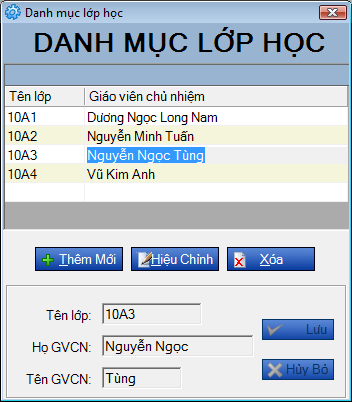 Danh mục lớp học
DANH MỤC LỚP HỌC
Tên lớp Giáo viên chủ nhiệm
10A1 Dương Ngọc Long Nam
10A2 Nguyễn Minh Tuấn
10A3 Nguyễn Ngọc Tùng
10A4 Vũ Kim Anh
Thêm Mới Hiệu Chỉnh Xóa
Tên lớp: 10A3
Lưu
Họ GVCN: Nguyễn Ngọc
Tên GVCN: Tùng
Hủy Bỏ